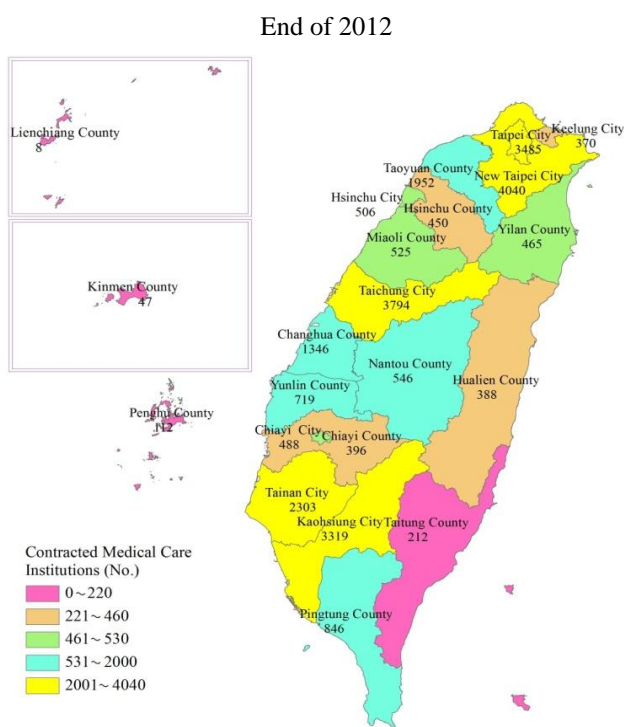 End of 2012
Lienchiang County
8
Kinmen County
47
Penghu County
112
Taipei City
3485
Keelung City
370
Taoyuan County
1952
New Taipei City
4040
Hsinchu City
506
Hsinchu County
450
Yilan County
465
Miaoli County
525
Taichung City
3794
Changhua County
1346
Nantou County
546
Hualien County
388
Yunlin County
719
Chiayi City
488
Chiayi County
396
Tainan City
2303
Kaohsiung City
3319
Taitung County
212
Pingtung County
846
Contracted Medical Care
Institutions (No.)
0~220
221~460
461~530
531~2000
2001~4040